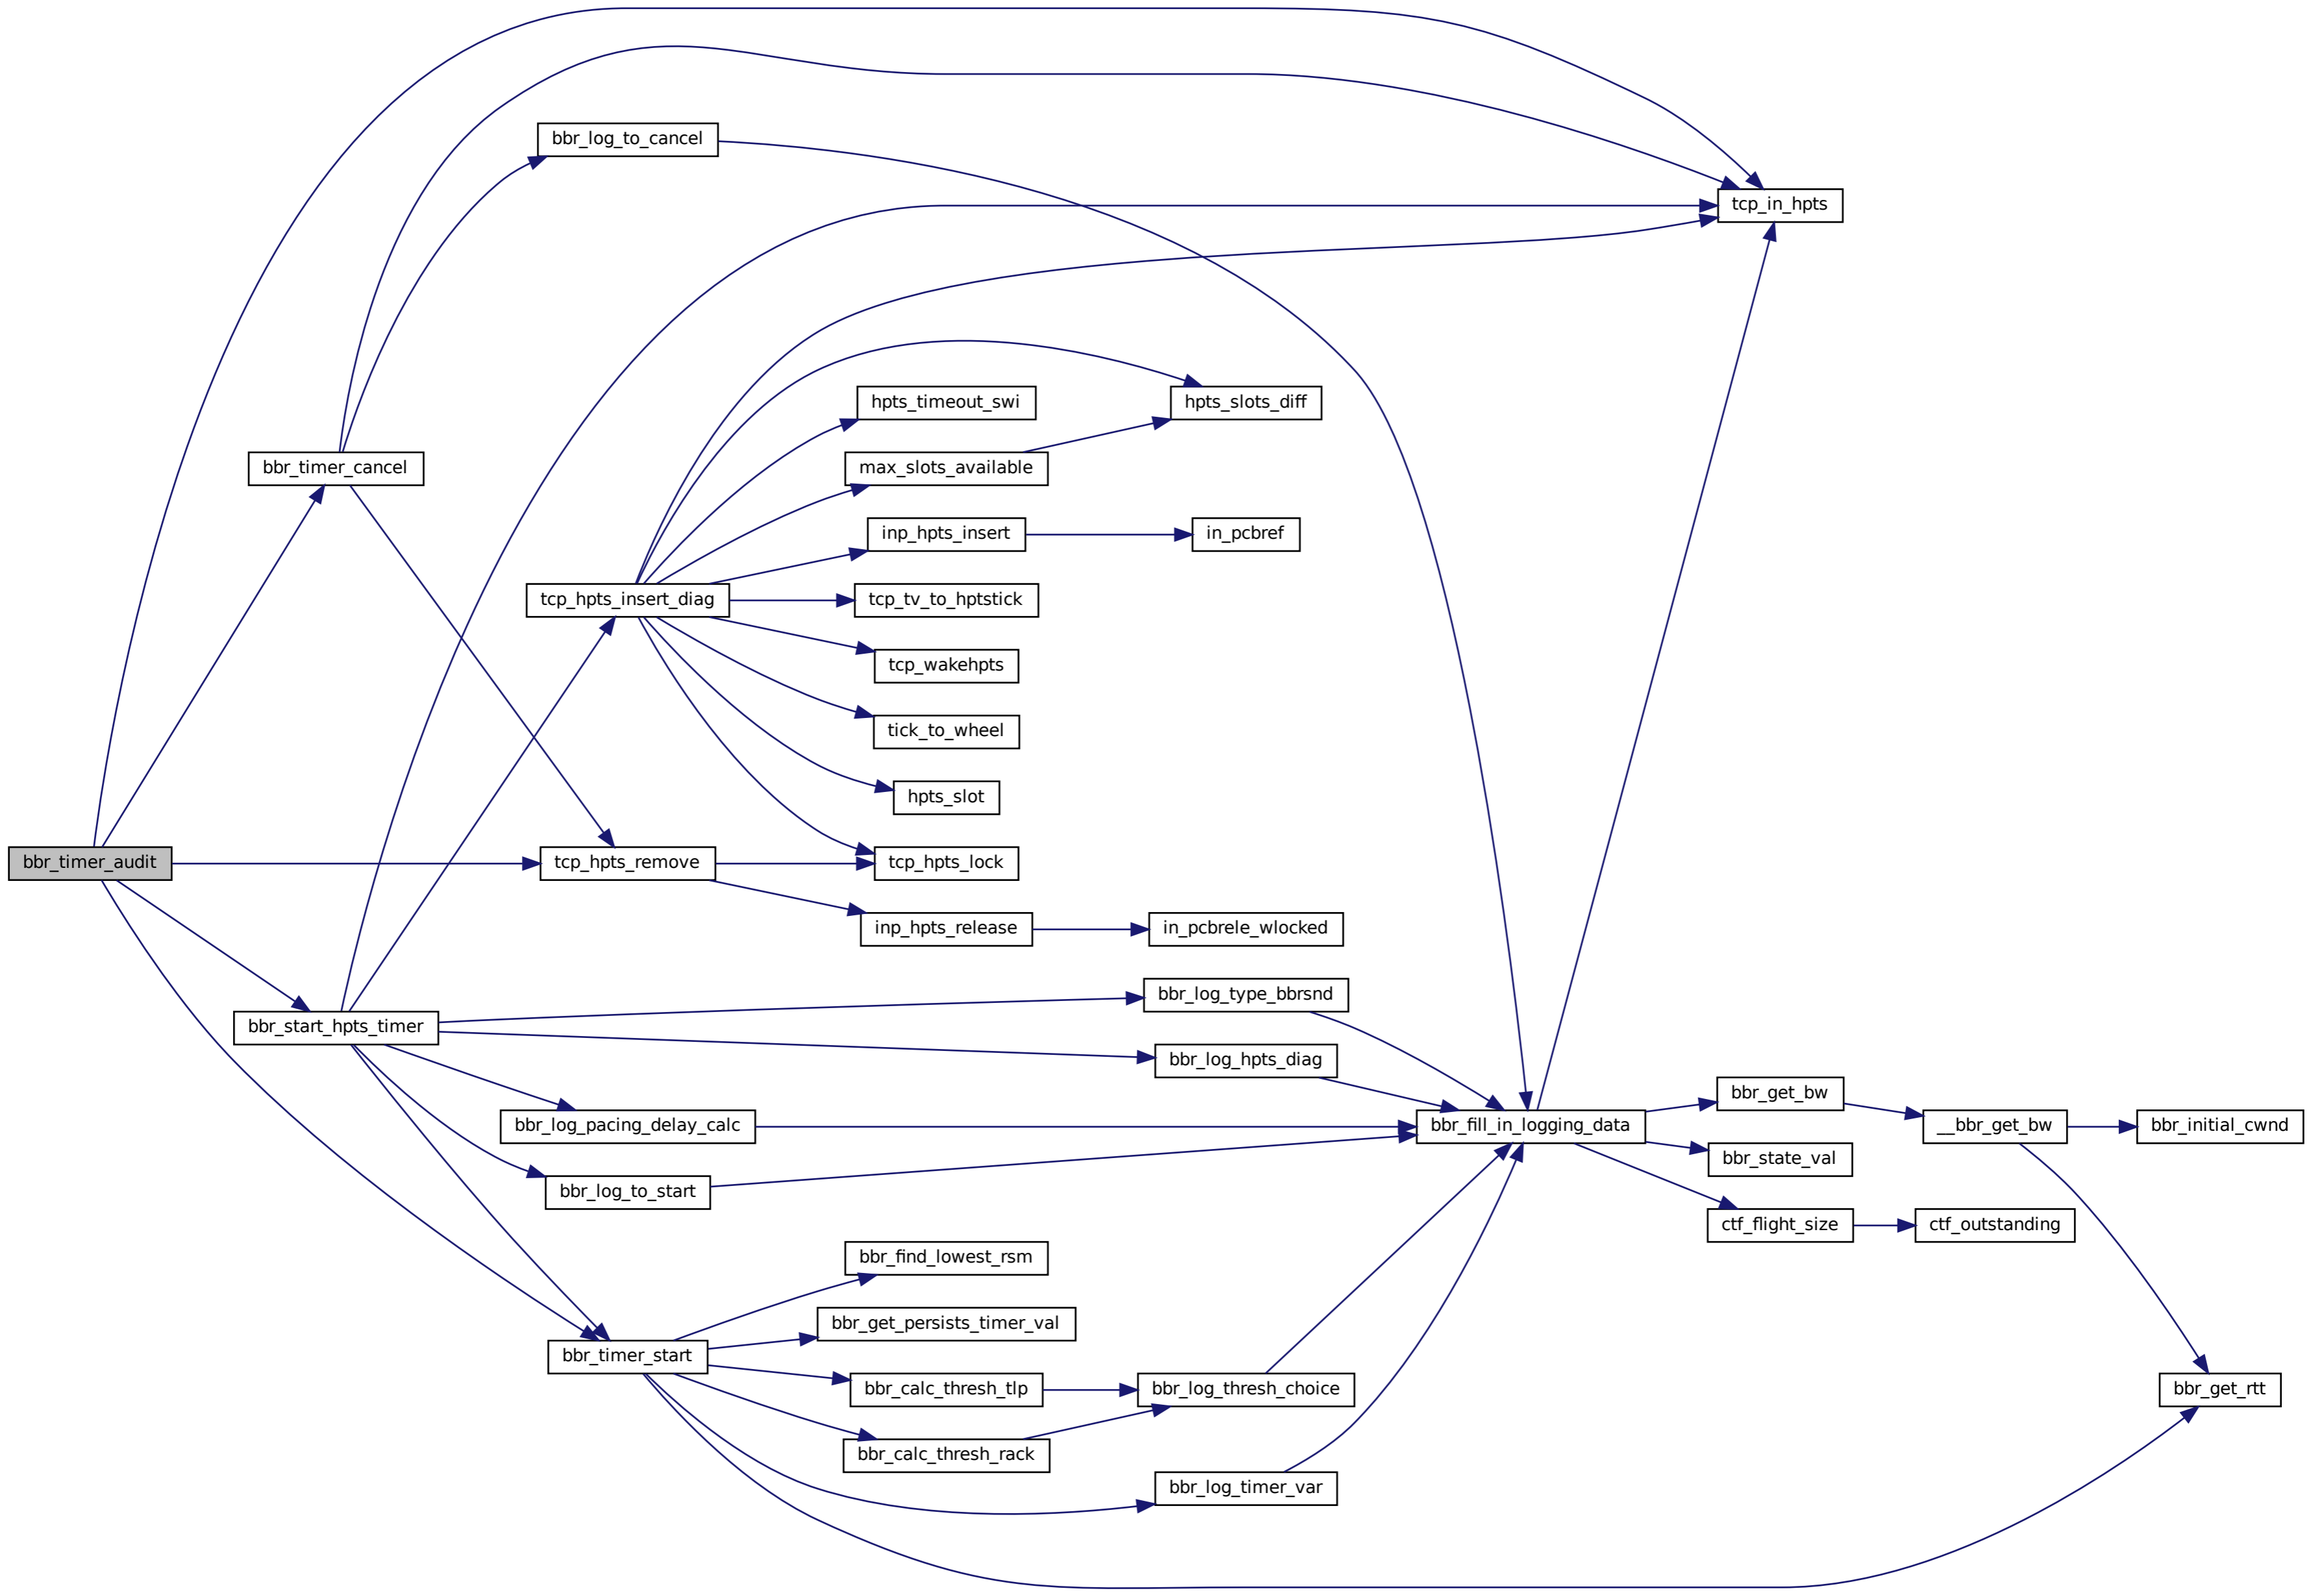 bbr_log_to_cancel
tcp_in_hpts
hpts_timeout_swi
hpts_slots_diff
bbr_timer_cancel
max_slots_available
inp_hpts_insert
in_pcbref
tcp_hpts_insert_diag
tcp_tv_to_hptstick
tcp_wakehpts
tick_to_wheel
hpts_slot
bbr_timer_audit
tcp_hpts_remove
tcp_hpts_lock
inp_hpts_release
in_pcbrele_wlocked
bbr_log_type_bbrsnd
bbr_start_hpts_timer
bbr_log_hpts_diag
bbr_get_bw
bbr_log_pacing_delay_calc
bbr_fill_in_logging_data
__bbr_get_bw
bbr_initial_cwnd
bbr_state_val
bbr_log_to_start
ctf_flight_size
ctf_outstanding
bbr_find_lowest_rsm
bbr_get_persists_timer_val
bbr_timer_start
bbr_calc_thresh_tlp
bbr_log_thresh_choice
bbr_get_rtt
bbr_calc_thresh_rack
bbr_log_timer_var